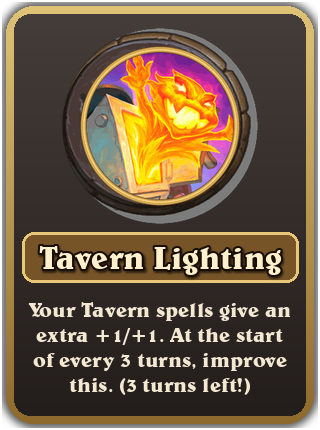 Tavern Lighting
Your Tavern spells give an
extra +1/+1. At the start
of every 3 turns, improve
this. (3 turns left!)